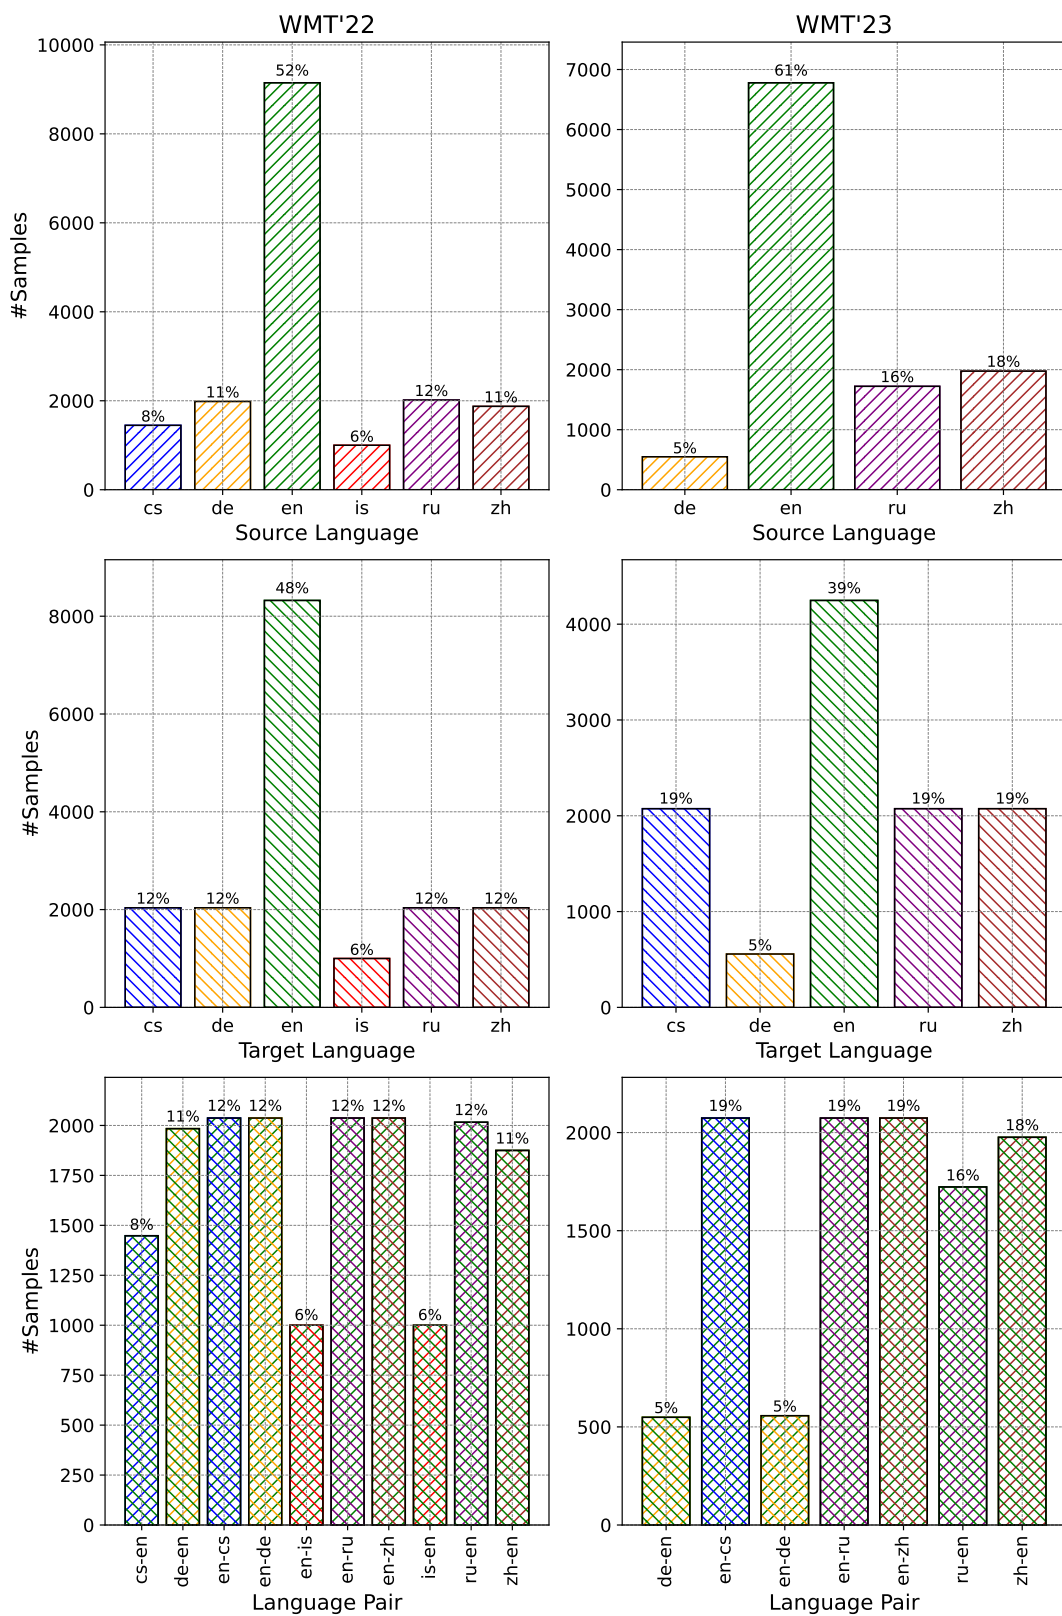 WMT'22
WMT'23
10000
8000
6000
4000
2000
0
#Samples
8%
11%
52%
6%
12%
11%
cs
de
en
is
ru
zh
Source Language
7000
6000
5000
4000
3000
2000
1000
0
5%
61%
16%
18%
de
en
ru
zh
Source Language
8000
6000
4000
2000
0
#Samples
12%
12%
48%
6%
12%
12%
cs
de
en
is
ru
zh
Target Language
4000
3000
2000
1000
0
19%
5%
39%
19%
19%
cs
de
en
ru
zh
Target Language
2000
1750
1500
1250
1000
750
500
250
0
#Samples
8%
11%
12%
12%
6%
12%
12%
6%
12%
11%
cs-en
de-en
en-cs
en-de
en-is
en-ru
en-zh
is-en
ru-en
zh-en
Language Pair
2000
1500
1000
500
0
5%
19%
5%
19%
19%
16%
18%
de-en
en-cs
en-de
en-ru
en-zh
ru-en
zh-en
Language Pair